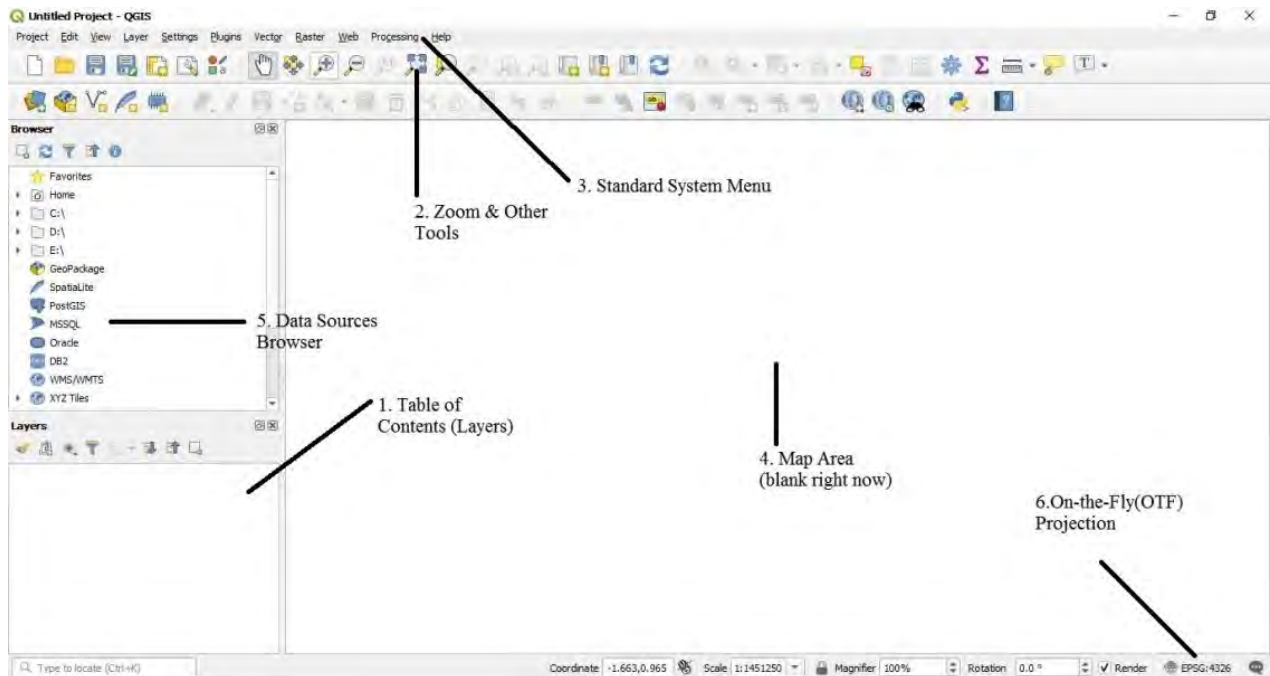 Untitled Project - QGIS
Project Edit View Layer Settings Plugins Vector Raster Web Processing Help
Browser
Favorites
Home
C:\
D:\
E:\
GeoPackage
SpatiaLite
PostGIS
MSSQL
Oracle
DB2
WMS/WMTS
XYZ Tiles
Layers
3. Standard System Menu
2. Zoom & Other
Tools
5. Data Sources
Browser
1. Table of
Contents (Layers)
4. Map Area
(blank right now)
6.On-the-Fly(OTF)
Projection
Type to locate (Ctrl+K)
Coordinate -1.663,0.965 Scale 1:1451250 Magnifier 100% Rotation 0.0 ° Render EPSG:4326